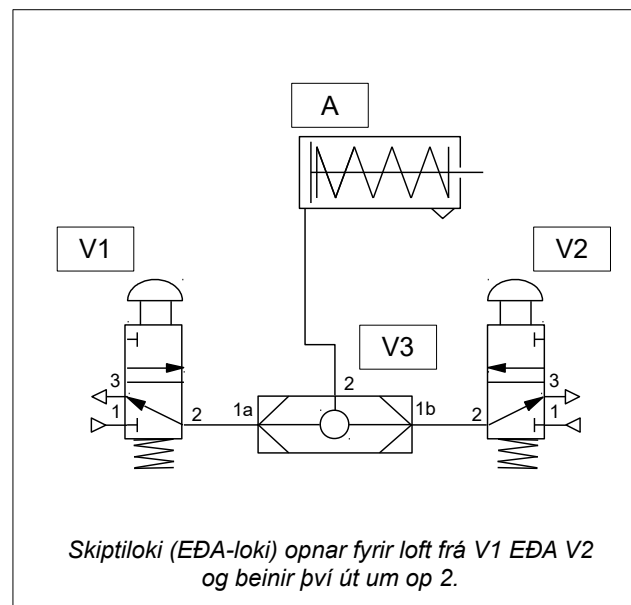 A
V1
V2
V3
3
1
2
1a
2
1b
2
3
1
Skiptiloki (EÐA-loki) opnar fyrir loft frá V1 EÐA V2
og beinir því út um op 2.